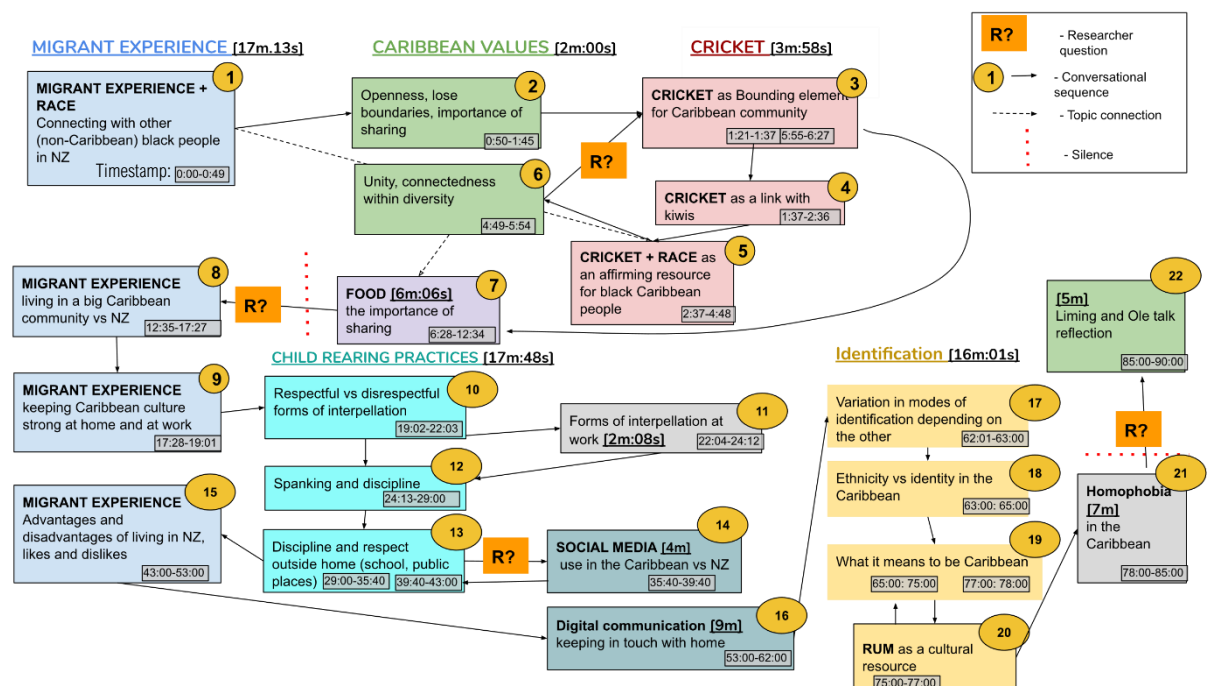 MIGRANT EXPERIENCE [17m.13s]
CARIBBEAN VALUES [2m:00s]
CRICKET [3m:58s]
R?
- Researcher
question
1
- Conversational
sequence
- Topic connection
- Silence
1
MIGRANT EXPERIENCE +
RACE
Connecting with other
(non-Caribbean) black people
in NZ
Timestamp: 0:00-0:49
2
Openness, lose
boundaries, importance of
sharing
0:50-1:45
3
CRICKET as Bounding element
for Caribbean community
1:21-1:37 5:55-6:27
R?
6
Unity, connectedness
within diversity
4:49-5:54
4
CRICKET as a link with
kiwis
1:37-2:36
5
CRICKET + RACE as
an affirming resource
for black Caribbean
people
2:37-4:48
8
MIGRANT EXPERIENCE
living in a big Caribbean
community vs NZ
12:35-17:27
R?
7
FOOD [6m:06s]
the importance of
sharing
6:28-12:34
22
[5m]
Liming and Ole talk
reflection
85:00-90:00
CHILD REARING PRACTICES [17m:48s]
Identification [16m:01s]
9
MIGRANT EXPERIENCE
keeping Caribbean culture
strong at home and at work
17:28-19:01
10
Respectful vs disrespectful
forms of interpellation
19:02-22:03
11
Forms of interpellation at
work [2m:08s]
22:04-24:12
17
Variation in modes of
identification depending on
the other
62:01-63:00
R?
12
Spanking and discipline
24:13-29:00
18
Ethnicity vs identity in the
Caribbean
63:00: 65:00
21
Homophobia
[7m]
in the
Caribbean
78:00-85:00
15
MIGRANT EXPERIENCE
Advantages and
disadvantages of living in NZ,
likes and dislikes
43:00-53:00
13
Discipline and respect
outside home (school, public
places) 29:00-35:40 39:40-43:00
R?
14
SOCIAL MEDIA [4m]
use in the Caribbean vs NZ
35:40-39:40
19
What it means to be Caribbean
65:00: 75:00 77:00: 78:00
16
Digital communication [9m]
keeping in touch with home
53:00-62:00
20
RUM as a cultural
resource
75:00-77:00